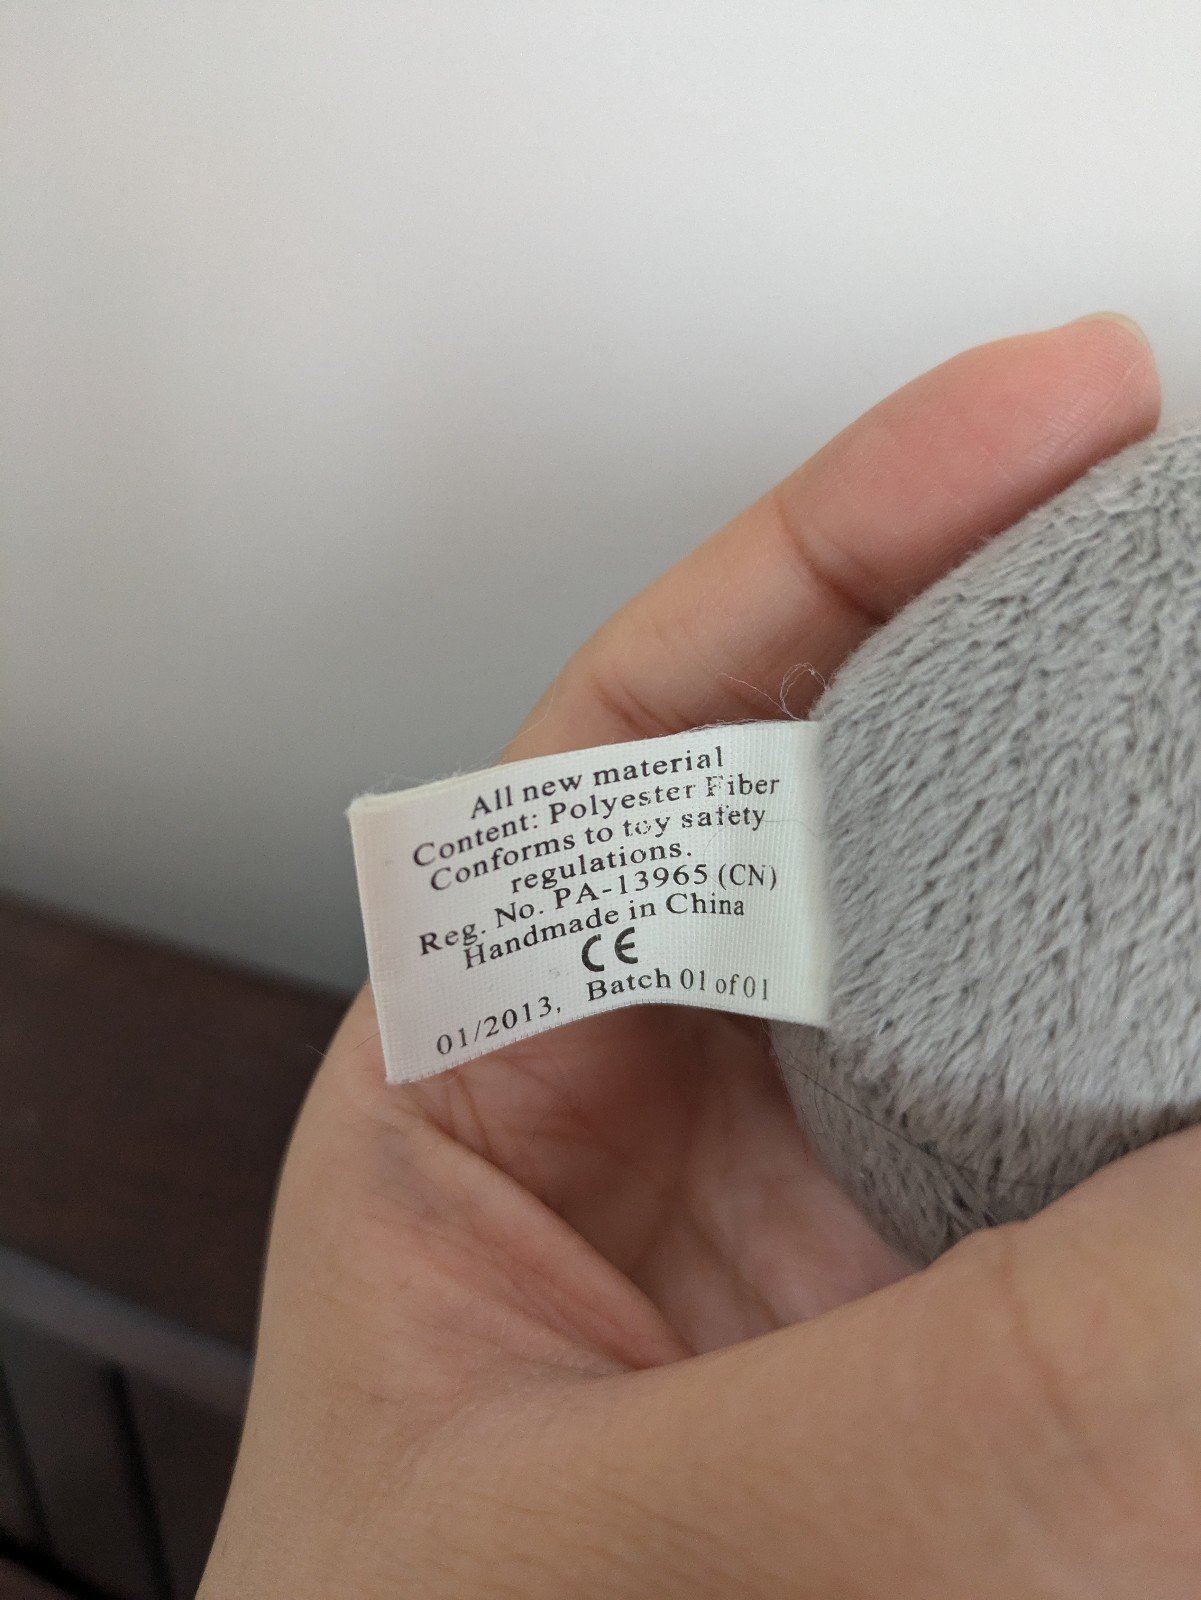 All new material
Content: Polyester Fiber
Conforms to toy safety
regulations.
Reg. No. PA-13965 (CN)
Handmade in China
CE
01/2013, Batch 01 of 01